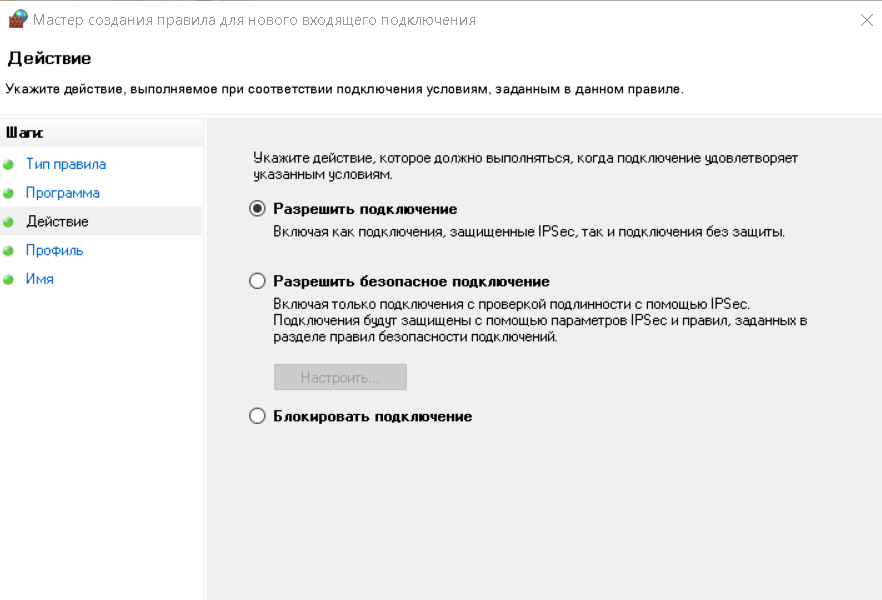 Мастер создания правила для нового входящего подключения
Действие
Укажите действие, выполняемое при соответствии подключения условиям, заданным в данном правиле.
Шаги:
Тип правила
Программа
Действие
Профиль
Имя
Укажите действие, которое должно выполняться, когда подключение удовлетворяет
указанным условиям.
Разрешить подключение
Включая как подключения, защищенные IPSec, так и подключения без защиты.
Разрешить безопасное подключение
Включая только подключения с проверкой подлинности с помощью IPSec.
Подключения будут защищены с помощью параметров IPSec и правил, заданных в
разделе правил безопасности подключений.
Настроить...
Блокировать подключение